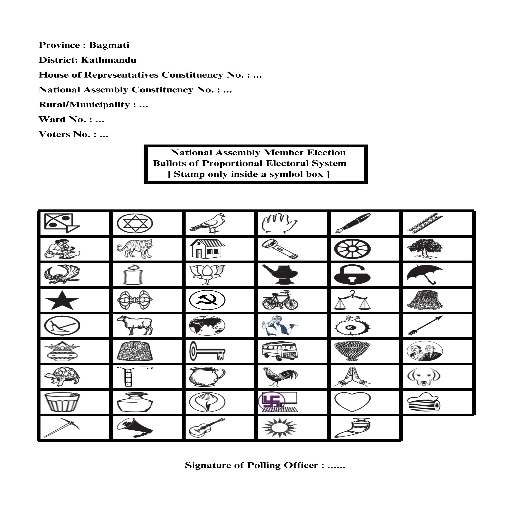 Province : Bagmati
District: Kathmandu
House of Representatives Constituency No. : ...
National Assembly Constituency No. : ...
Rural/Municipality : ...
Ward No. : ...
Voters No. : ...
National Assembly Member Election
Ballots of Proportional Electoral System
[ Stamp only inside a symbol box ]
Signature of Polling Officer : ......